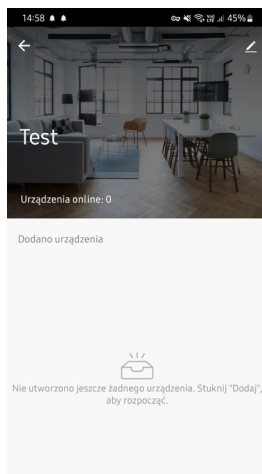 14:58 45%
Test
Urządzenia online: 0
Dodano urządzenia
Nie utworzono jeszcze żadnego urządzenia. Stuknij "Dodaj",
aby rozpocząć.